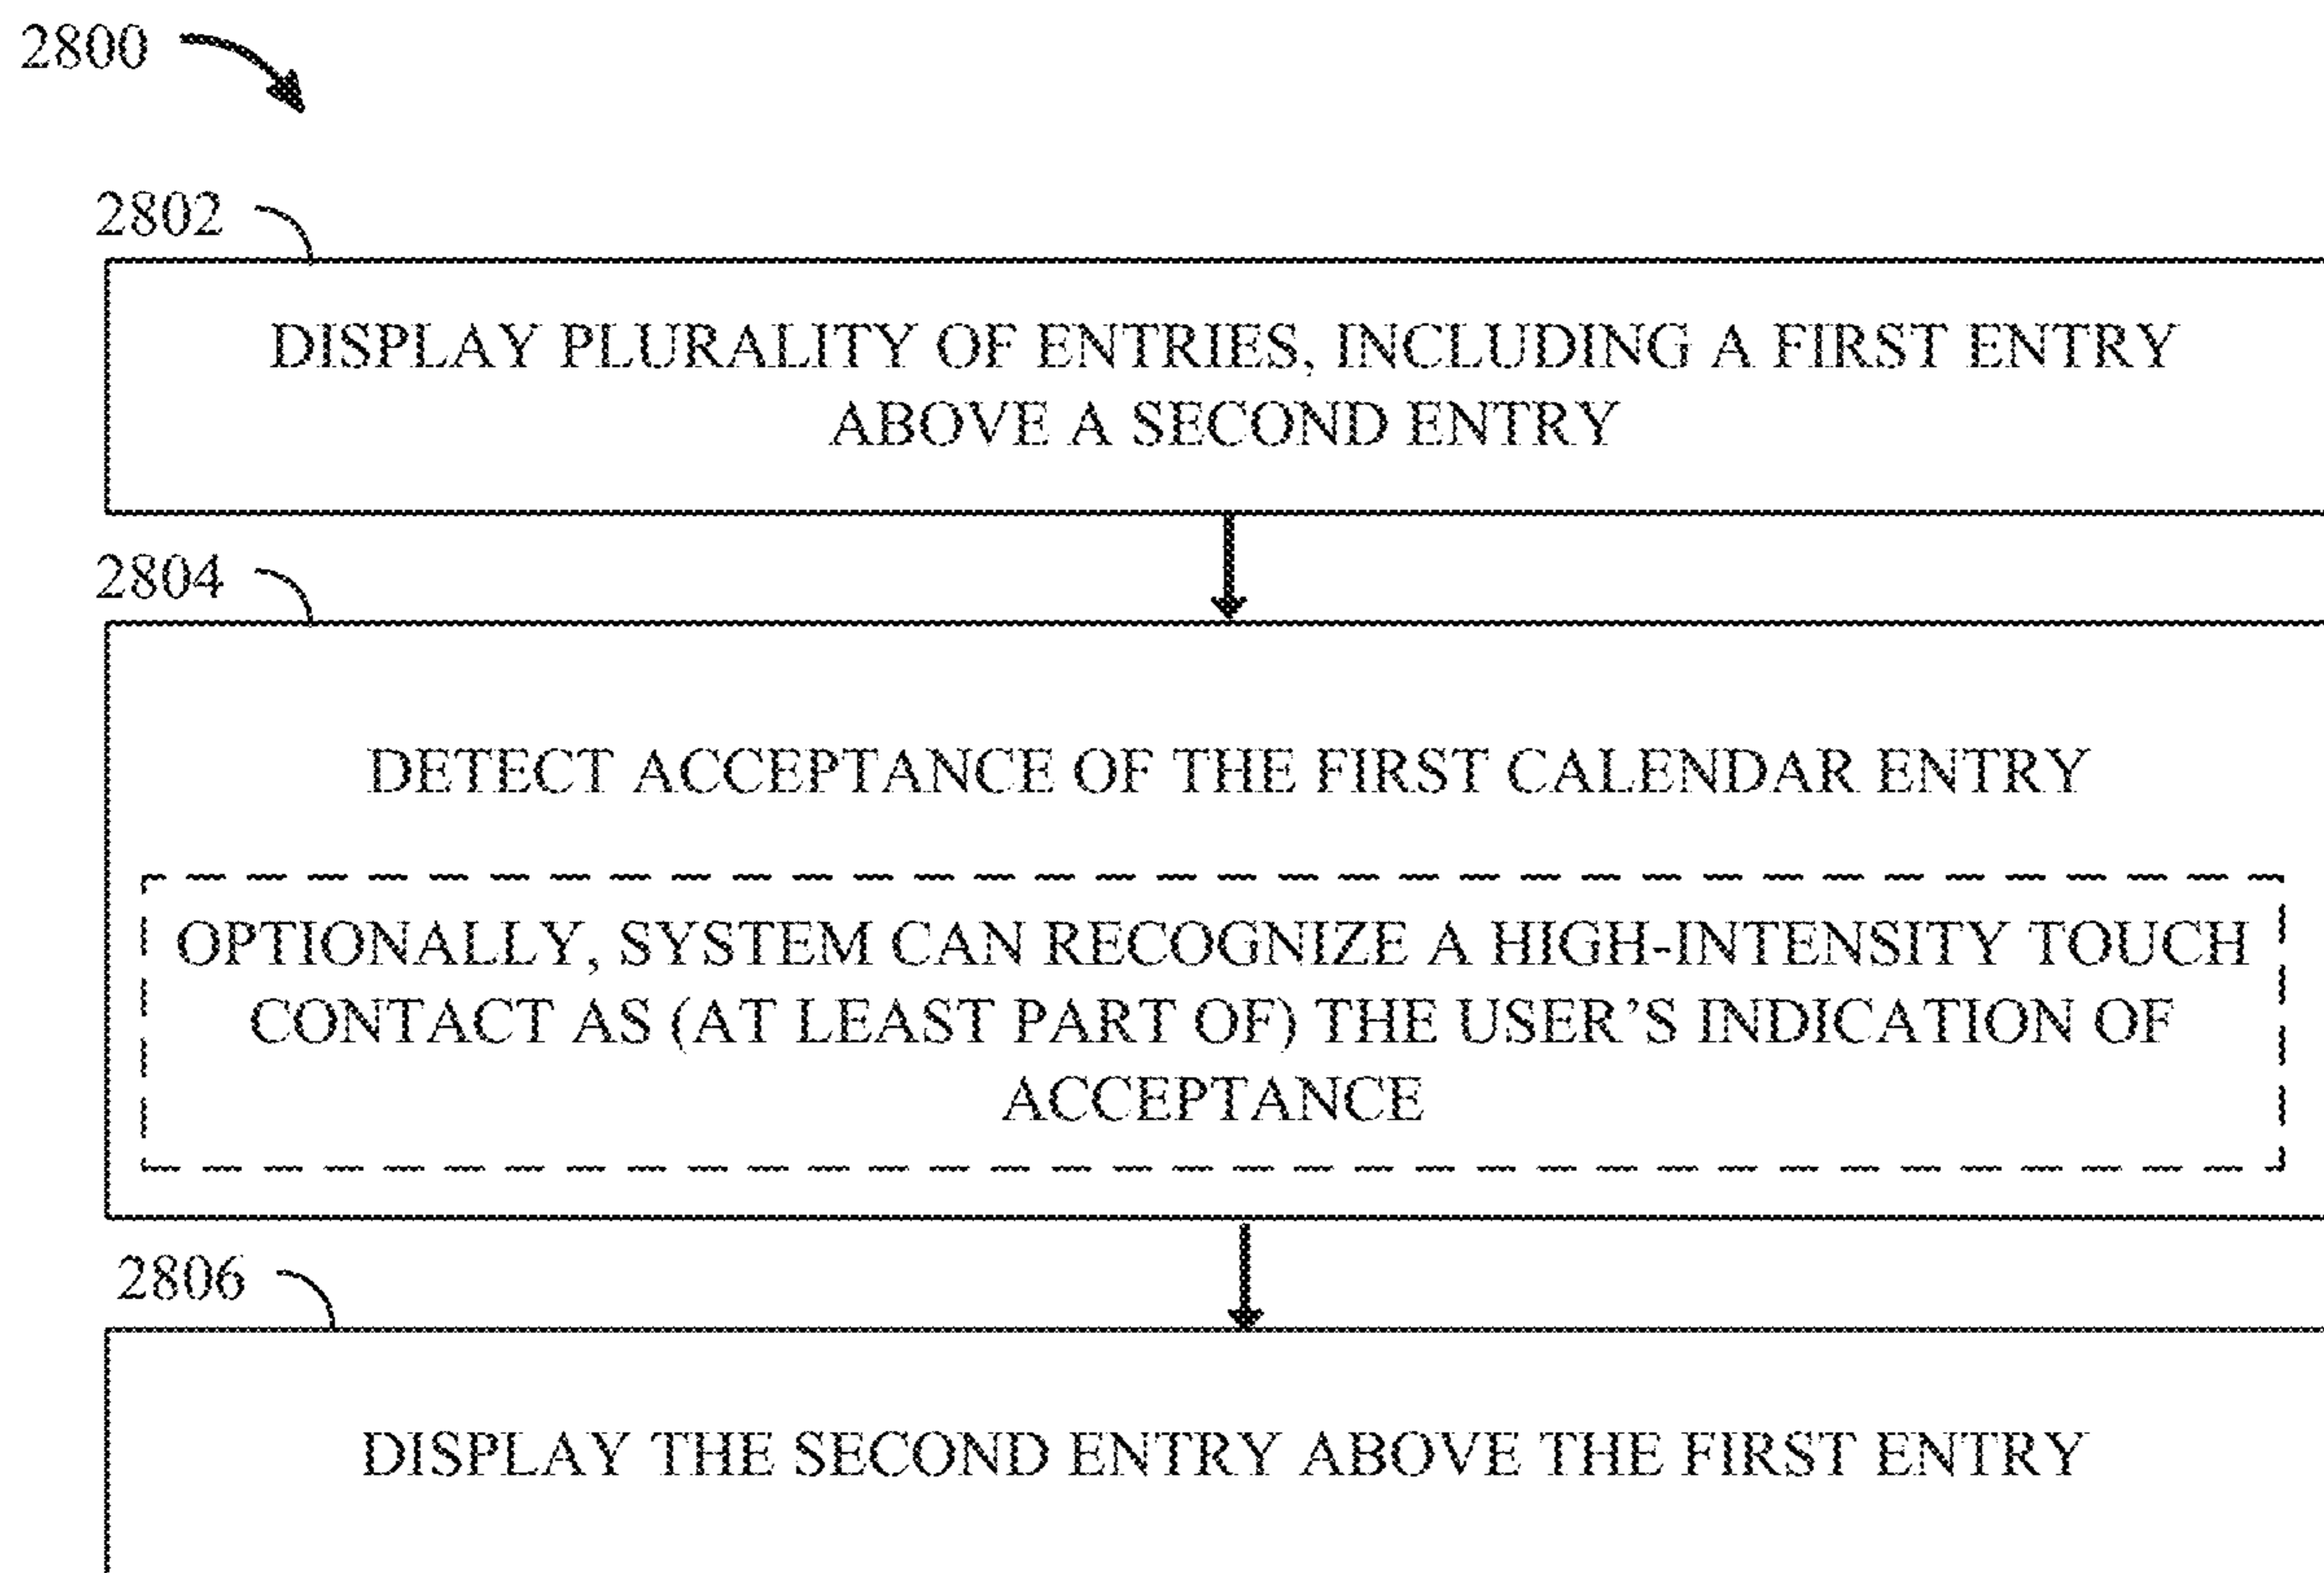 2800
2802
DISPLAY PLURALITY OF ENTRIES, INCLUDING A FIRST ENTRY
ABOVE A SECOND ENTRY
2804
DETECT ACCEPTANCE OF THE FIRST CALENDAR ENTRY
OPTIONALLY, SYSTEM CAN RECOGNIZE A HIGH-INTENSITY TOUCH
CONTACT AS (AT LEAST PART OF) THE USER’S INDICATION OF
ACCEPTANCE
2806
DISPLAY THE SECOND ENTRY ABOVE THE FIRST ENTRY